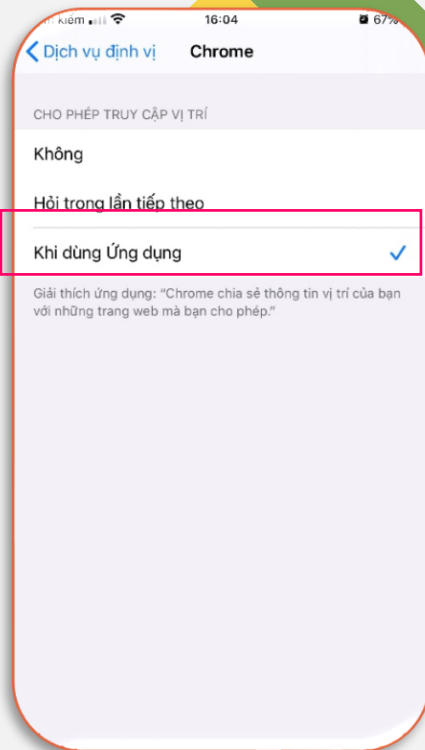 kiếm 16:04 67%
Dịch vụ định vị Chrome
CHO PHÉP TRUY CẬP VỊ TRÍ
Không
Hỏi trong lần tiếp theo
Khi dùng Ứng dụng
Giải thích ứng dụng: “Chrome chia sẻ thông tin vị trí của bạn
với những trang web mà bạn cho phép.”